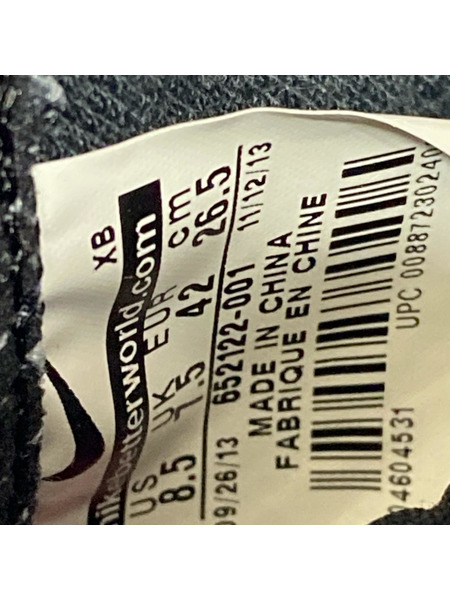 XB
nikebetterworld.com
US UK EUR cm
8.5 7.5 42 26.5
652122-001
09/26/13 11/12/13
MADE IN CHINA
FABRIQUE EN CHINE
UPC 00887230240
04604531